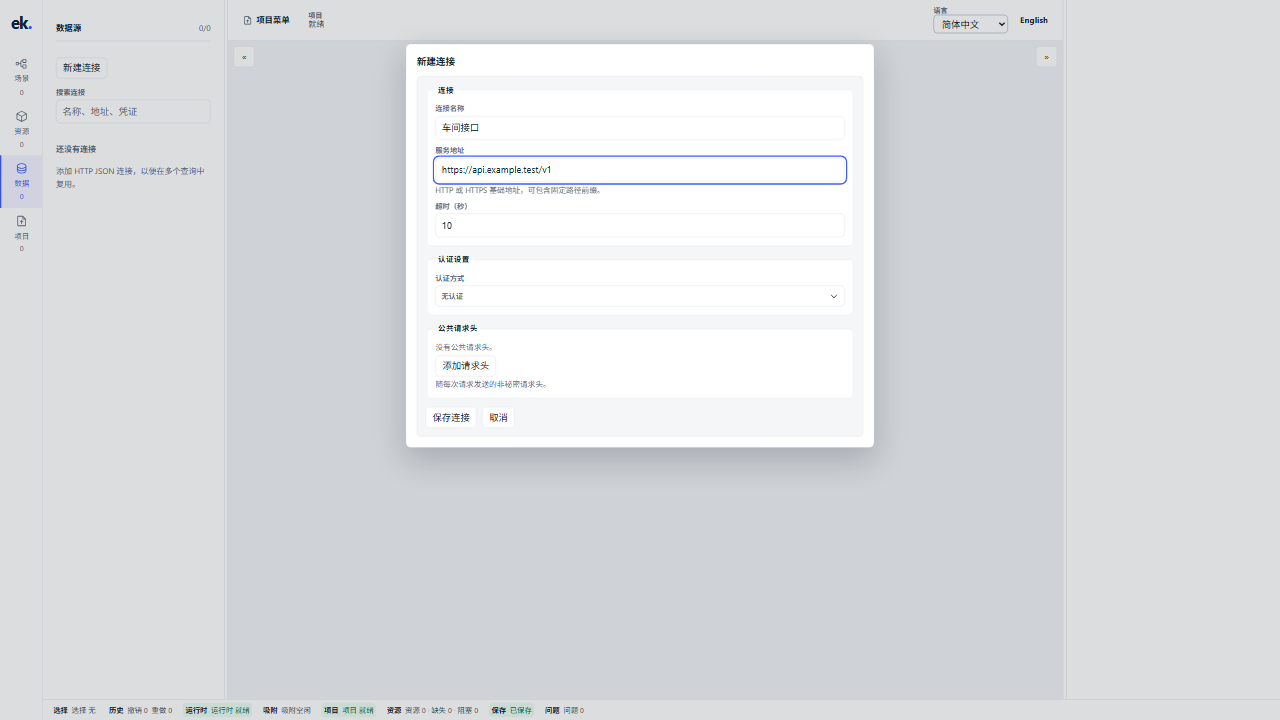 ek.
场景
0
资源
0
数据
0
项目
0
数据源
0/0
新建连接
搜索连接
名称、地址、凭证
还没有连接
添加 HTTP JSON 连接，以便在多个查询中
复用。
项目菜单
项目
就绪
语言
简体中文
English
«
»
新建连接
连接
连接名称
车间接口
服务地址
https://api.example.test/v1
HTTP 或 HTTPS 基础地址，可包含固定路径前缀。
超时（秒）
10
认证设置
认证方式
无认证
公共请求头
没有公共请求头。
添加请求头
随每次请求发送的非秘密请求头。
保存连接
取消
选择 选择 无 历史 撤销 0 重做 0 运行时 运行时 就绪 吸附 吸附空闲 项目 项目 就绪 资源 资源 0 · 缺失 0 · 阻塞 0 保存 已保存 问题 问题 0